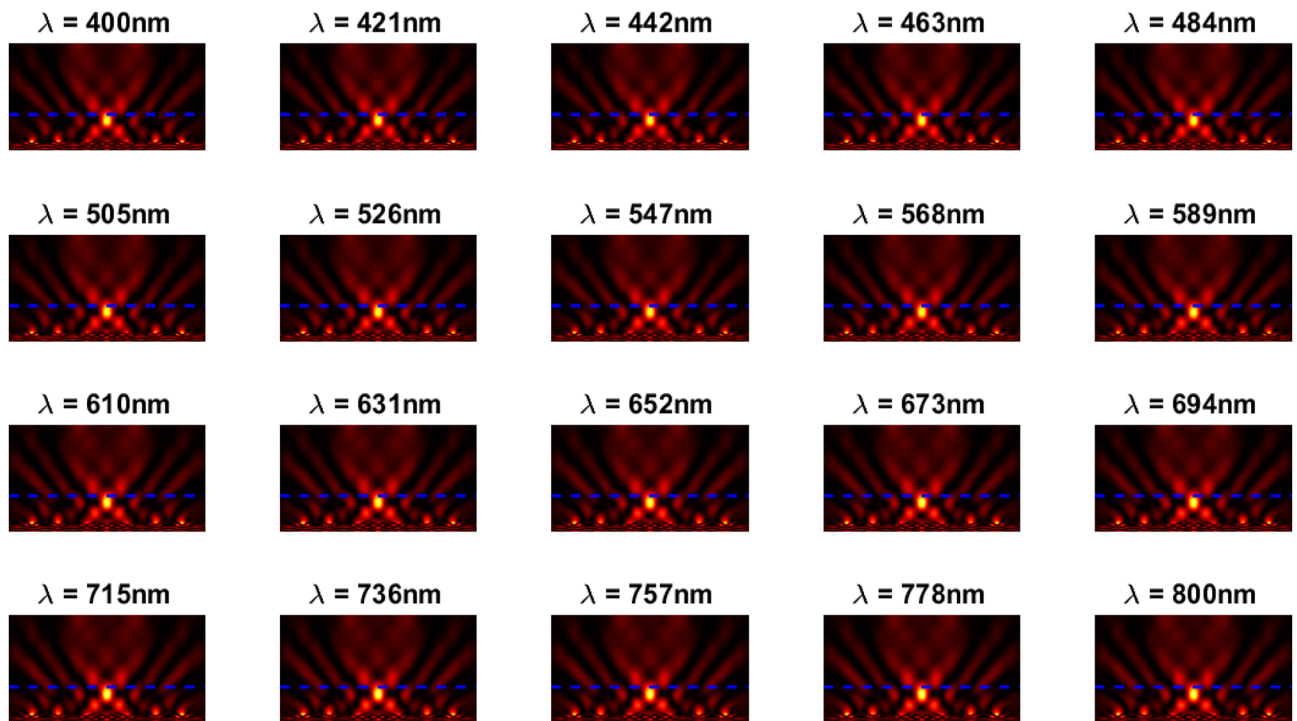 λ = 400nm λ = 421nm λ = 442nm λ = 463nm λ = 484nm
λ = 505nm λ = 526nm λ = 547nm λ = 568nm λ = 589nm
λ = 610nm λ = 631nm λ = 652nm λ = 673nm λ = 694nm
λ = 715nm λ = 736nm λ = 757nm λ = 778nm λ = 800nm